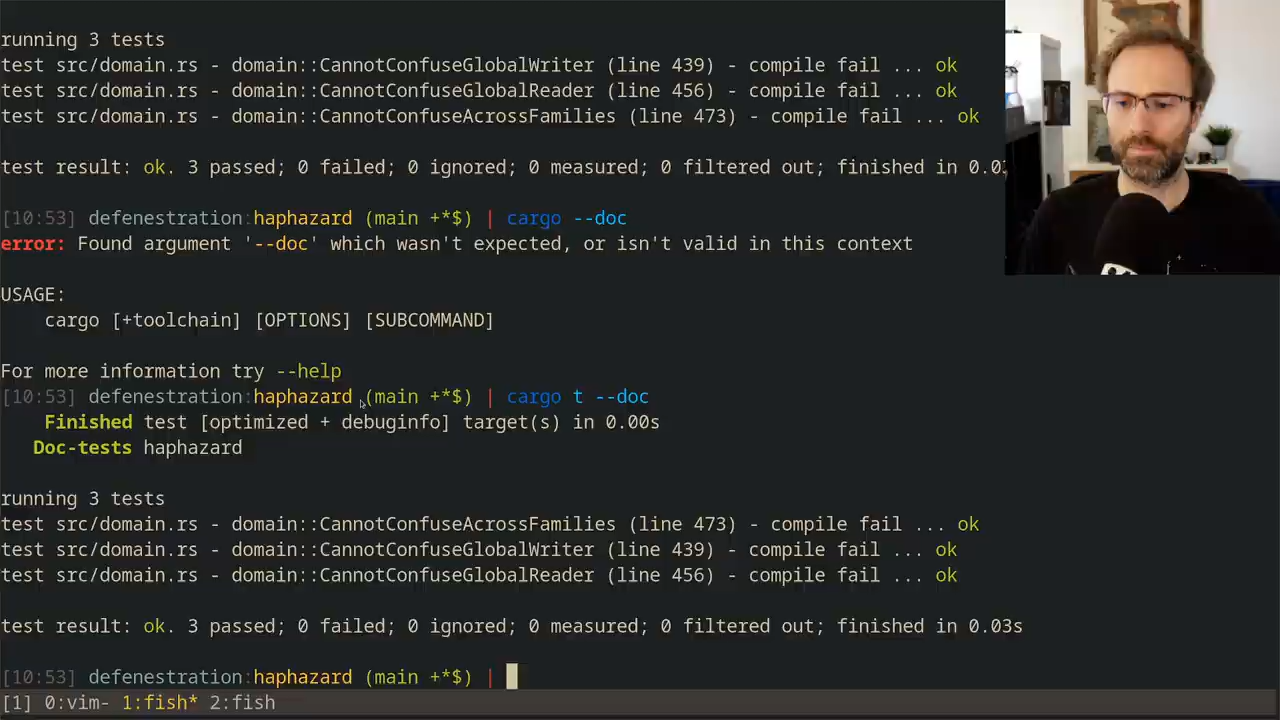 running 3 tests
test src/domain.rs - domain::CannotConfuseGlobalWriter (line 439) - compile fail ... ok
test src/domain.rs - domain::CannotConfuseGlobalReader (line 456) - compile fail ... ok
test src/domain.rs - domain::CannotConfuseAcrossFamilies (line 473) - compile fail ... ok
test result: ok. 3 passed; 0 failed; 0 ignored; 0 measured; 0 filtered out; finished in 0.03
[10:53] defenestration:haphazard (main +*$) | cargo --doc
error: Found argument '--doc' which wasn't expected, or isn't valid in this context
USAGE:
cargo [+toolchain] [OPTIONS] [SUBCOMMAND]
For more information try --help
[10:53] defenestration:haphazard (main +*$) | cargo t --doc
Finished test [optimized + debuginfo] target(s) in 0.00s
Doc-tests haphazard
running 3 tests
test src/domain.rs - domain::CannotConfuseAcrossFamilies (line 473) - compile fail ... ok
test src/domain.rs - domain::CannotConfuseGlobalWriter (line 439) - compile fail ... ok
test src/domain.rs - domain::CannotConfuseGlobalReader (line 456) - compile fail ... ok
test result: ok. 3 passed; 0 failed; 0 ignored; 0 measured; 0 filtered out; finished in 0.03s
[10:53] defenestration:haphazard (main +*$) |
[1] 0:vim- 1:fish* 2:fish